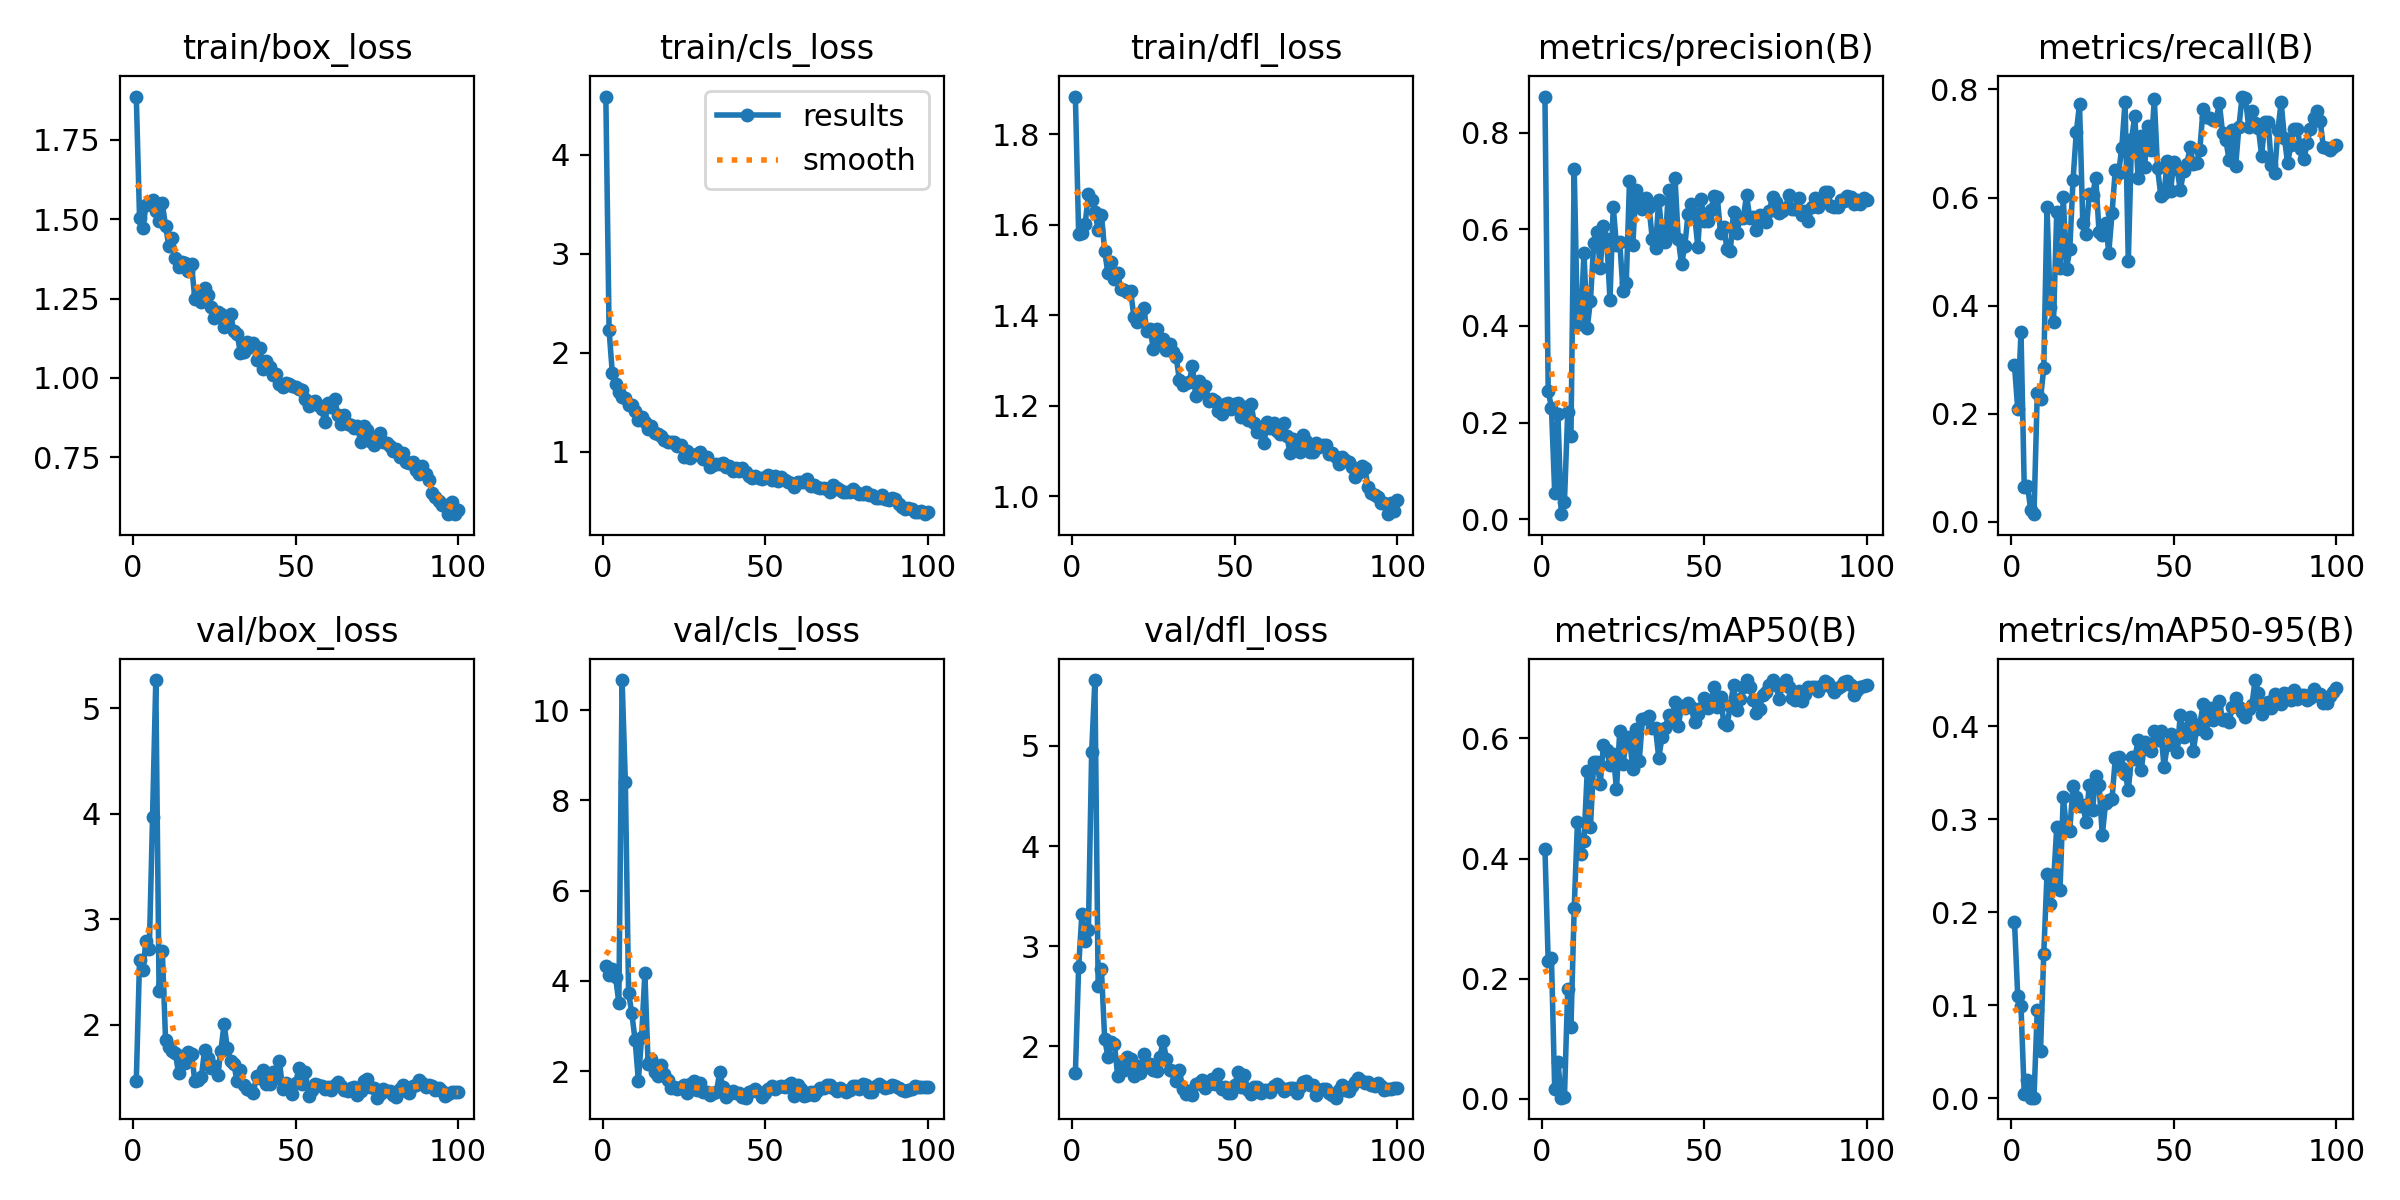 train/box_loss
1.75
1.50
1.25
1.00
0.75
0 50 100
train/cls_loss
results
smooth
4
3
2
1
0 50 100
train/dfl_loss
1.8
1.6
1.4
1.2
1.0
0 50 100
metrics/precision(B)
0.8
0.6
0.4
0.2
0.0
0 50 100
metrics/recall(B)
0.8
0.6
0.4
0.2
0.0
0 50 100
val/box_loss
5
4
3
2
0 50 100
val/cls_loss
10
8
6
4
2
0 50 100
val/dfl_loss
5
4
3
2
0 50 100
metrics/mAP50(B)
0.6
0.4
0.2
0.0
0 50 100
metrics/mAP50-95(B)
0.4
0.3
0.2
0.1
0.0
0 50 100